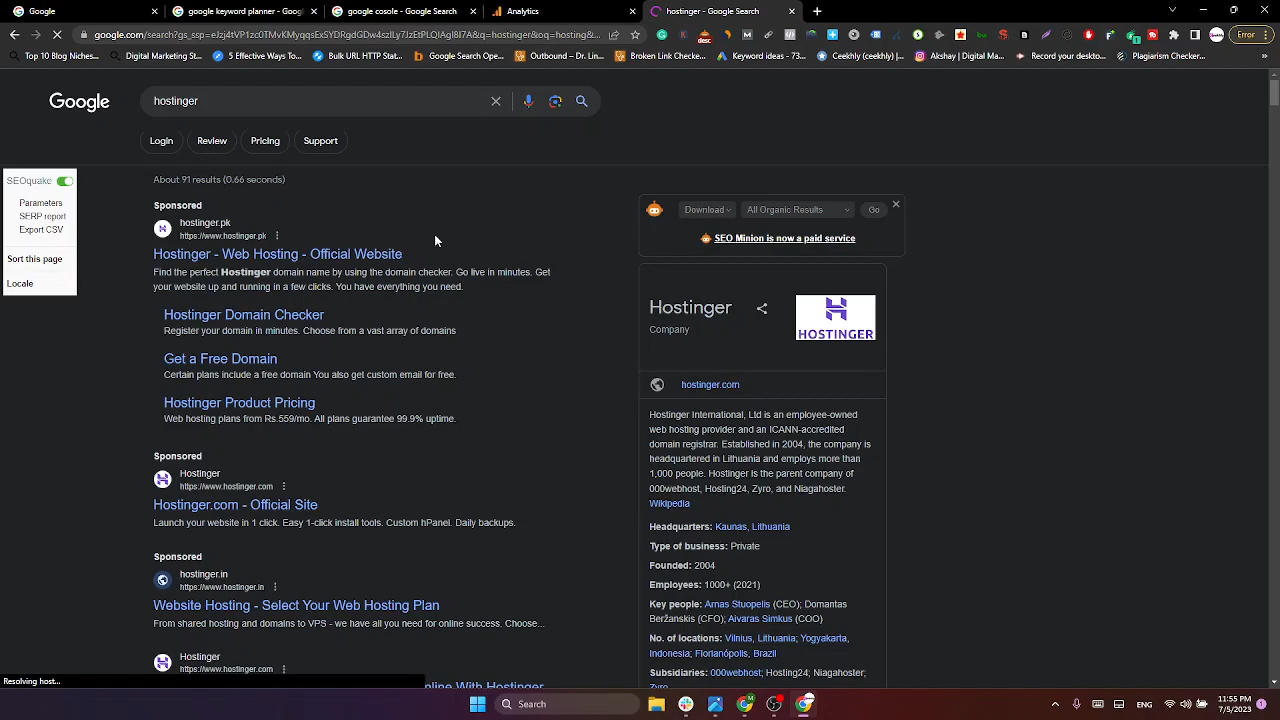 Google
google keyword planner - Googl
google cosole - Google Search
Analytics
hostinger - Google Search
google.com/search?gs_ssp=eJzj4tVP1zc0TMvKMyqqsExSYDRgdGDw4szILy7JzEtPLQIAgI8I7A&q=hostinger&oq=hosting&...
Error
Top 10 Blog Niches...
Digital Marketing St...
5 Effective Ways To...
Bulk URL HTTP Stat...
Google Search Ope...
Outbound – Dr. Lin...
Broken Link Checke...
Keyword ideas - 73...
Ceekhly (@ceekhly)...
Akshay | Digital Ma...
Record your deskto...
Plagiarism Checker...
Google
hostinger
Login
Review
Pricing
Support
About 91 results (0.66 seconds)
SEOquake
Parameters
SERP report
Export CSV
Sort this page
Locale
Sponsored
hostinger.pk
https://www.hostinger.pk
Hostinger - Web Hosting - Official Website
Find the perfect Hostinger domain name by using the domain checker. Go live in minutes. Get
your website up and running in a few clicks. You have everything you need.
Hostinger Domain Checker
Register your domain in minutes. Choose from a vast array of domains
Get a Free Domain
Certain plans include a free domain You also get custom email for free.
Hostinger Product Pricing
Web hosting plans from Rs.559/mo. All plans guarantee 99.9% uptime.
Sponsored
Hostinger
https://www.hostinger.com
Hostinger.com - Official Site
Launch your website in 1 click. Easy 1-click install tools. Custom hPanel. Daily backups.
Sponsored
hostinger.in
https://www.hostinger.in
Website Hosting - Select Your Web Hosting Plan
From shared hosting and domains to VPS - we have all you need for online success. Choose...
Hostinger
https://www.hostinger.com
nline With Hostinger
Download
All Organic Results
Go
SEO Minion is now a paid service
Hostinger
Company
HOSTINGER
hostinger.com
Hostinger International, Ltd is an employee-owned
web hosting provider and an ICANN-accredited
domain registrar. Established in 2004, the company is
headquartered in Lithuania and employs more than
1,000 people. Hostinger is the parent company of
000webhost, Hosting24, Zyro, and Niagahoster.
Wikipedia
Headquarters: Kaunas, Lithuania
Type of business: Private
Founded: 2004
Employees: 1000+ (2021)
Key people: Arnas Stuopelis (CEO); Domantas
Beržanskis (CFO); Aivaras Simkus (COO)
No. of locations: Vilnius, Lithuania; Yogyakarta,
Indonesia; Florianópolis, Brazil
Subsidiaries: 000webhost; Hosting24; Niagahoster;
Zyro
Resolving host...
Search
ENG
11:55 PM
7/5/2023
1